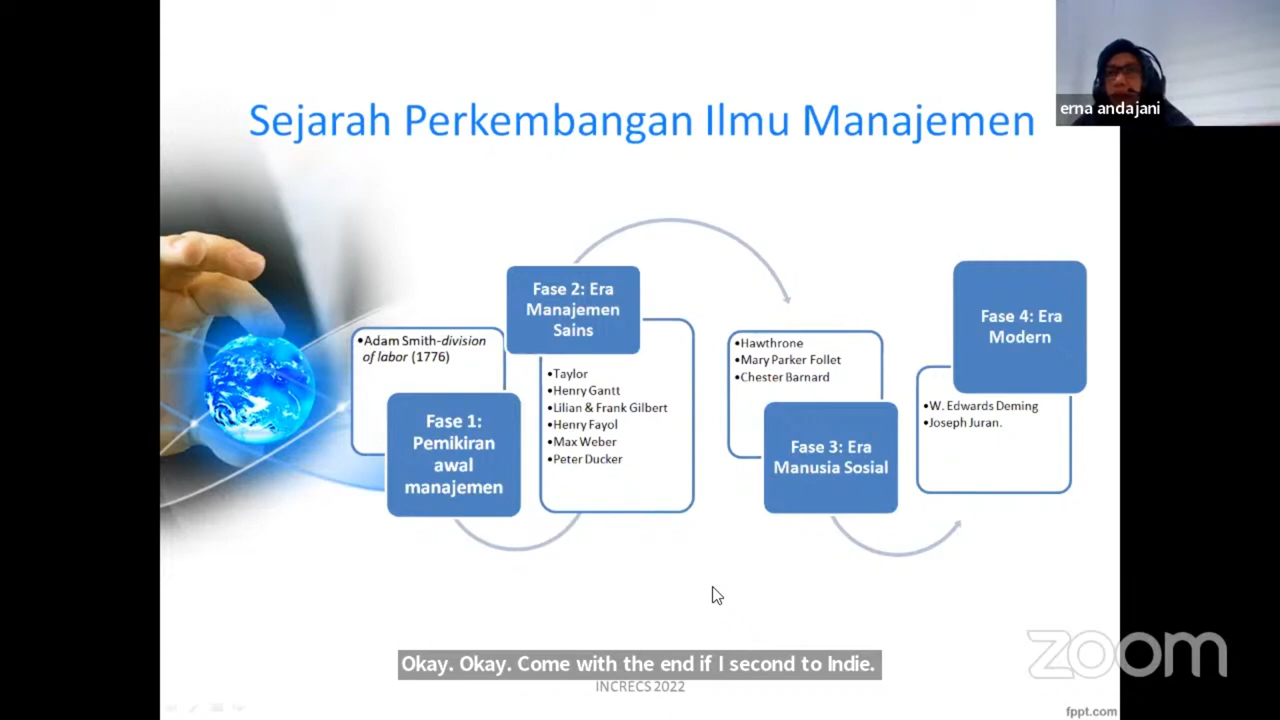 Sejarah Perkembangan Ilmu Manajemen
erna andajani
•Adam Smith-division
of labor (1776)
Fase 1:
Pemikiran
awal
manajemen
Fase 2: Era
Manajemen
Sains
•Taylor
•Henry Gantt
•Lilian & Frank Gilbert
•Henry Fayol
•Max Weber
•Peter Ducker
•Hawthrone
•Mary Parker Follet
•Chester Barnard
Fase 3: Era
Manusia Sosial
Fase 4: Era
Modern
•W. Edwards Deming
•Joseph Juran.
Okay. Okay. Come with the end if I second to Indie.
INCRECS 2022
zoom
fppt.com